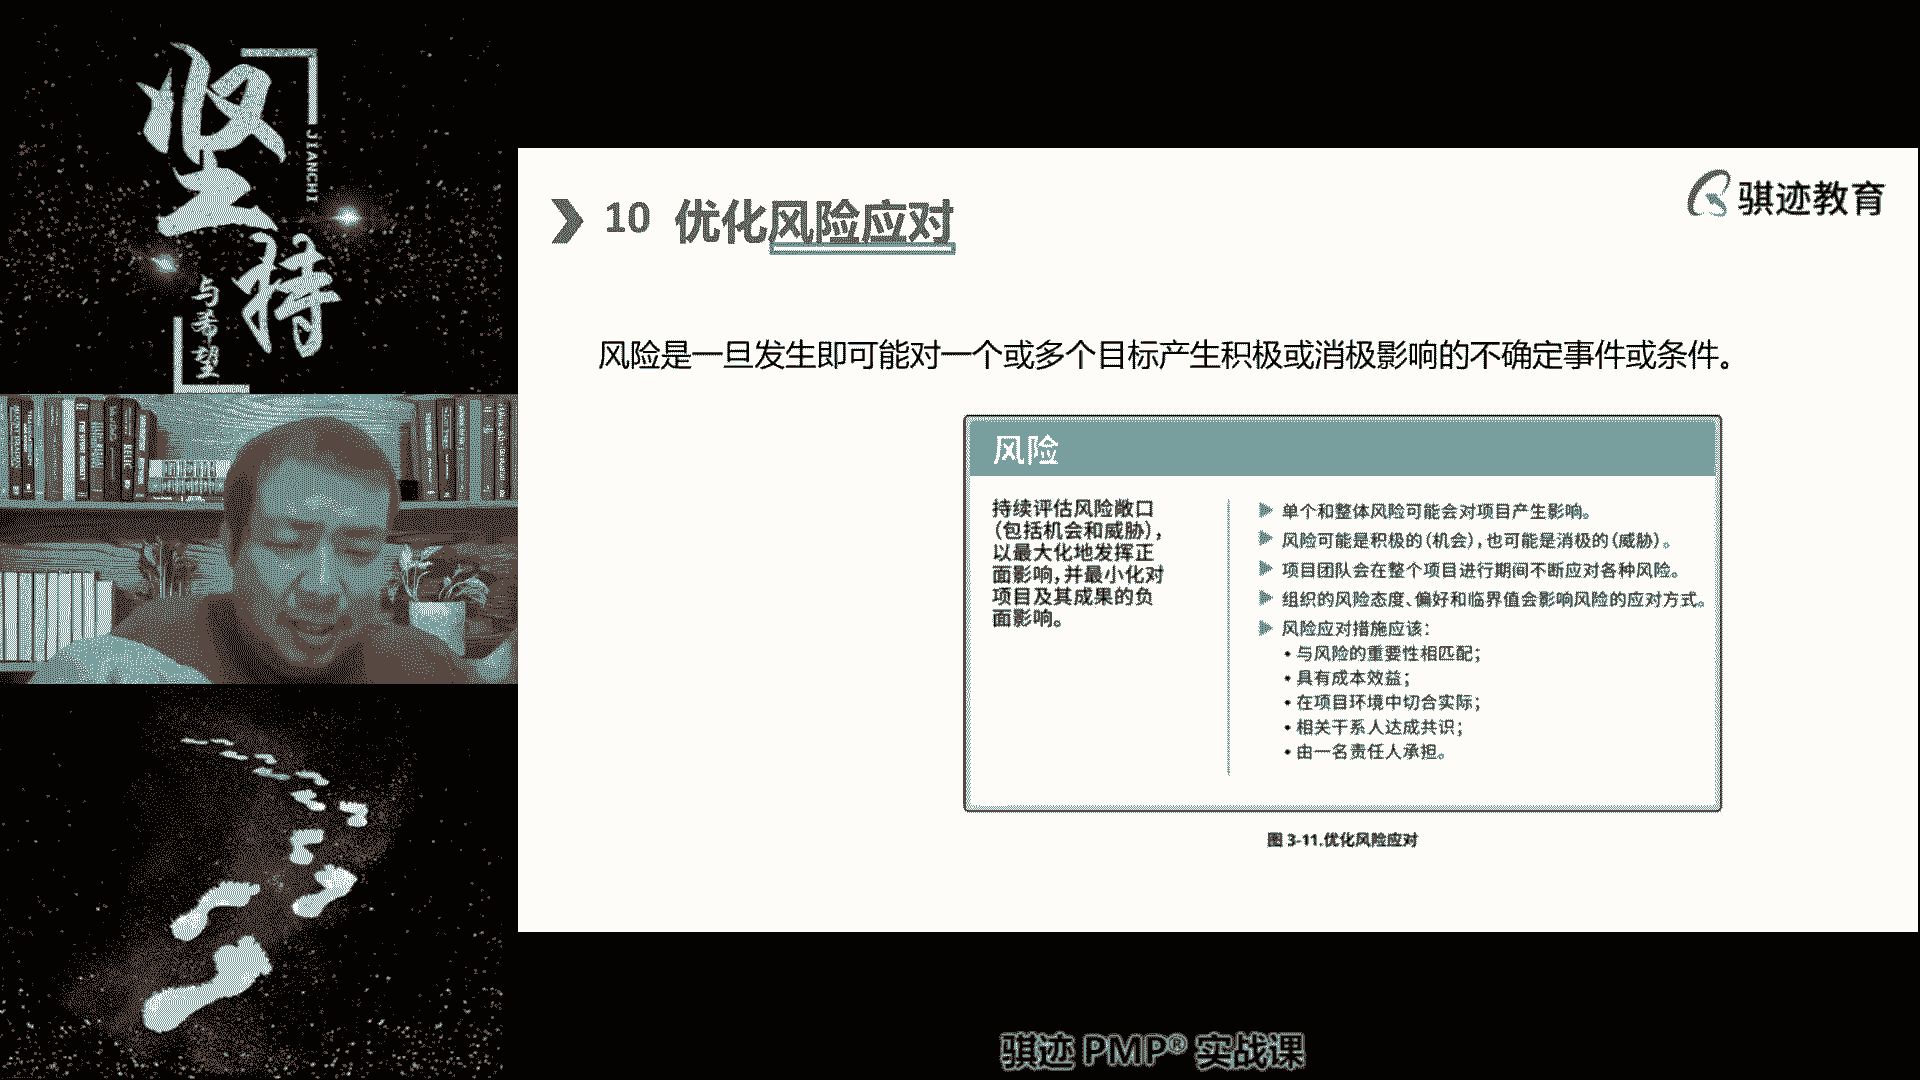 坚持
JIANCHI
与希望
10 优化风险应对
骐迹教育
风险是一旦发生即可能对一个或多个目标产生积极或消极影响的不确定事件或条件。
风险
持续评估风险敞口
(包括机会和威胁),
以最大化地发挥正
面影响,并最小化对
项目及其成果的负
面影响。
单个和整体风险可能会对项目产生影响。
风险可能是积极的(机会),也可能是消极的(威胁)。
项目团队会在整个项目进行期间不断应对各种风险。
组织的风险态度、偏好和临界值会影响风险的应对方式。
风险应对措施应该:
• 与风险的重要性相匹配;
• 具有成本效益;
• 在项目环境中切合实际;
• 相关干系人达成共识;
• 由一名责任人承担。
图 3-11.优化风险应对
骐迹 PMP® 实战课